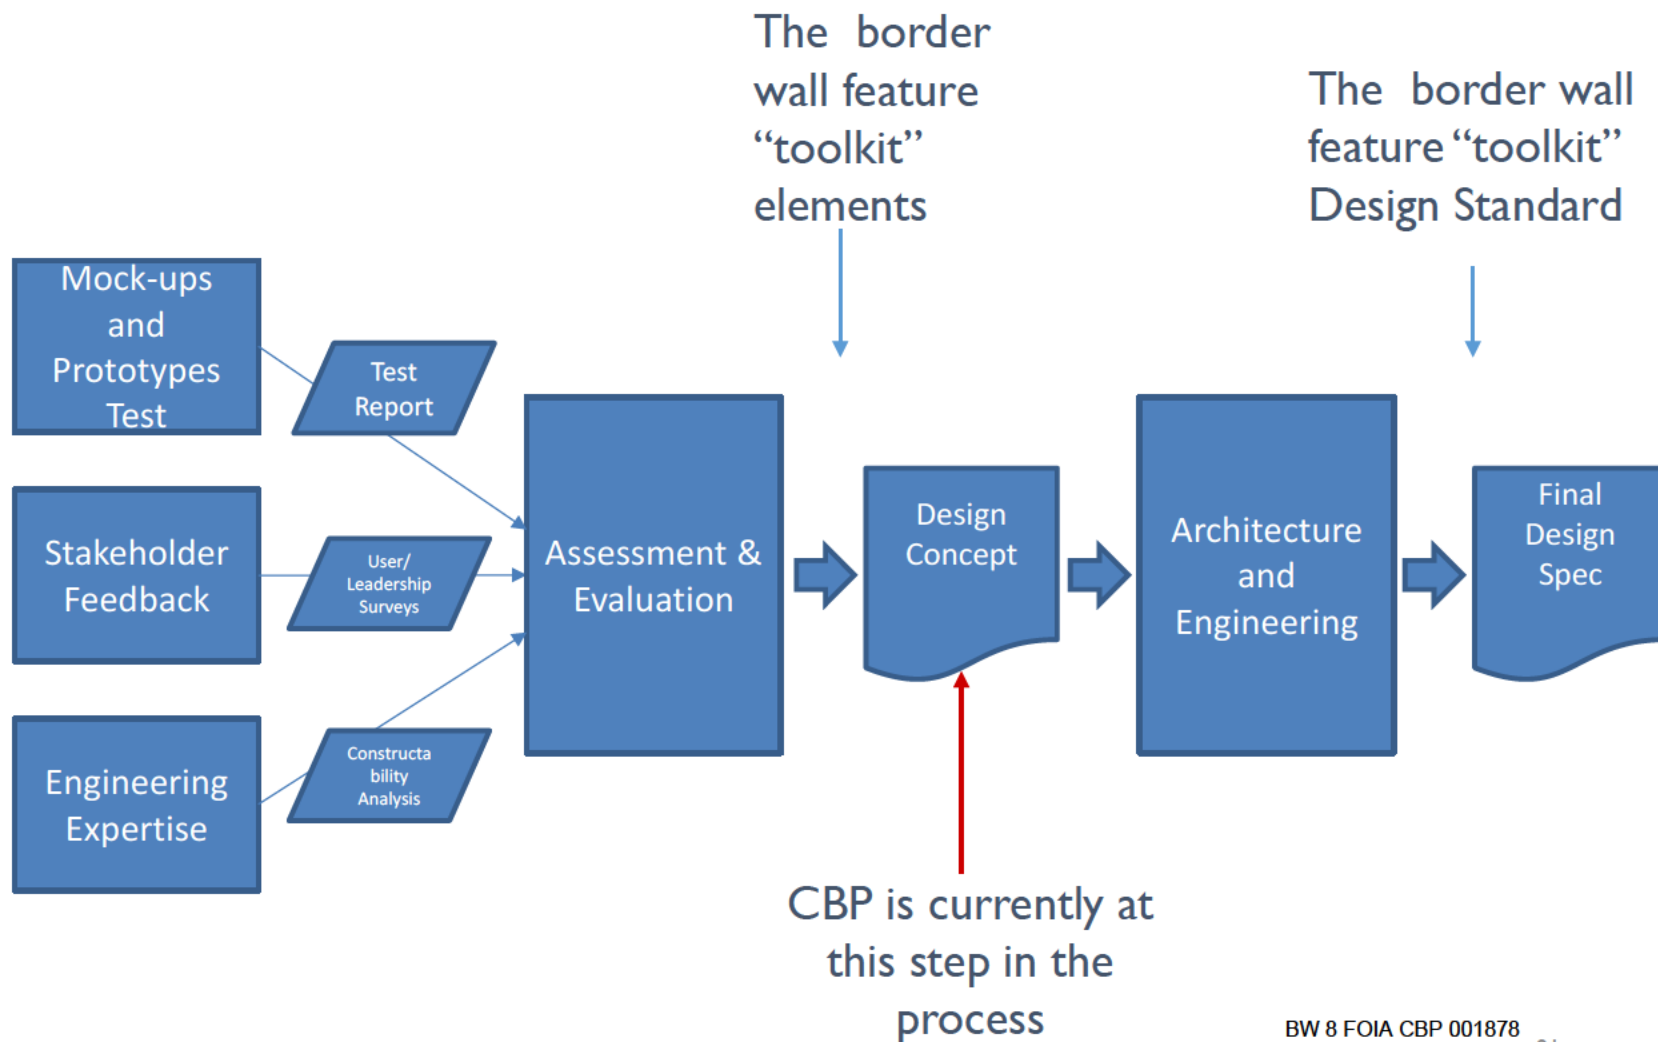 The border
wall feature
“toolkit”
elements
The border wall
feature “toolkit”
Design Standard
Mock-ups
and
Prototypes
Test
Test
Report
Stakeholder
Feedback
User/
Leadership
Surveys
Engineering
Expertise
Constructa
bility
Analysis
Assessment &
Evaluation
Design
Concept
Architecture
and
Engineering
Final
Design
Spec
CBP is currently at
this step in the
process
BW 8 FOIA CBP 001878